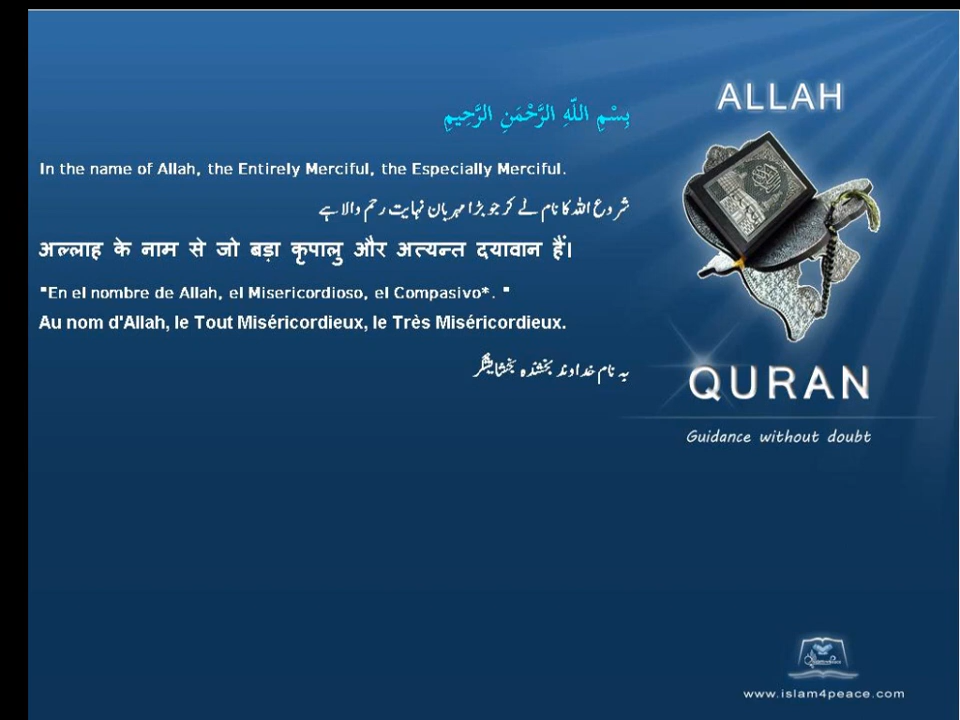 بِسْمِ اللَّهِ الرَّحْمَنِ الرَّحِيمِ
In the name of Allah, the Entirely Merciful, the Especially Merciful.
شروع الله کا نام لے کر جو بڑا مہربان نہایت رحم والا ہے
अल्लाह के नाम से जो बड़ा कृपालु और अत्यन्त दयावान हैं।
"En el nombre de Allah, el Misericordioso, el Compasivo*. "
Au nom d'Allah, le Tout Miséricordieux, le Très Miséricordieux.
به نام خداوند بخشنده بخشایشگر
ALLAH
QURAN
Guidance without doubt
www.islam4peace.com